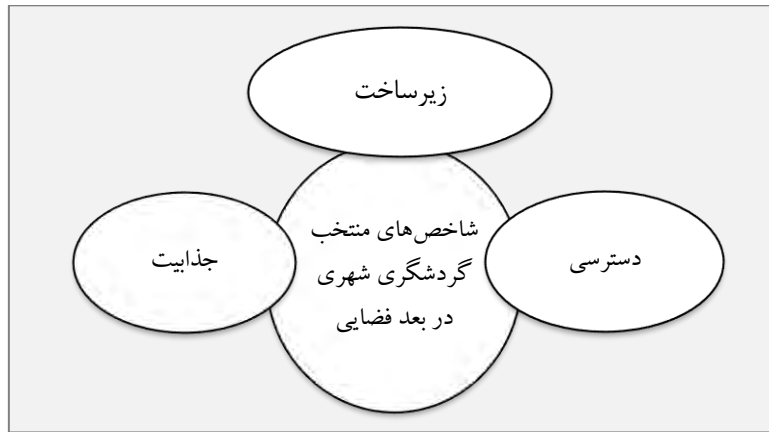 زیرساخت
شاخص‌های منتخب
گردشگری شهری
در بعد فضایی
دسترسی
جذابیت